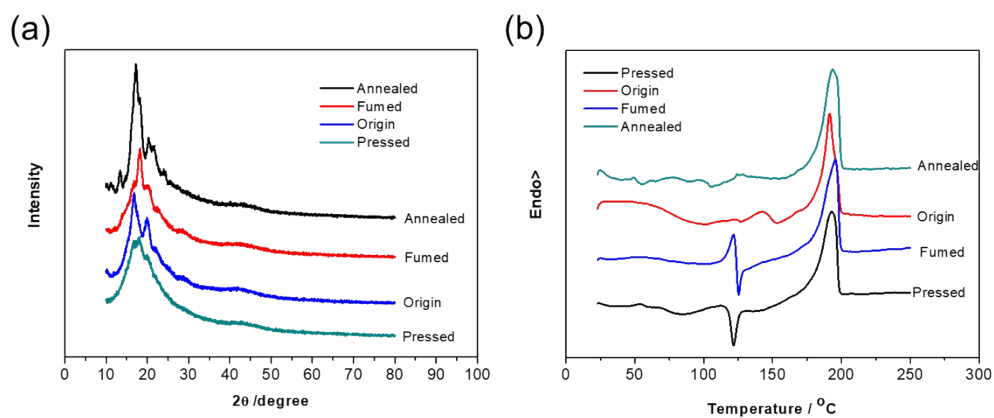 (a)
Intensity
Annealed
Fumed
Origin
Pressed
Annealed
Fumed
Origin
Pressed
0 10 20 30 40 50 60 70 80 90 100
2θ /degree
(b)
Endo>
Pressed
Origin
Fumed
Annealed
Annealed
Origin
Fumed
Pressed
0 50 100 150 200 250 300
Temperature / °C